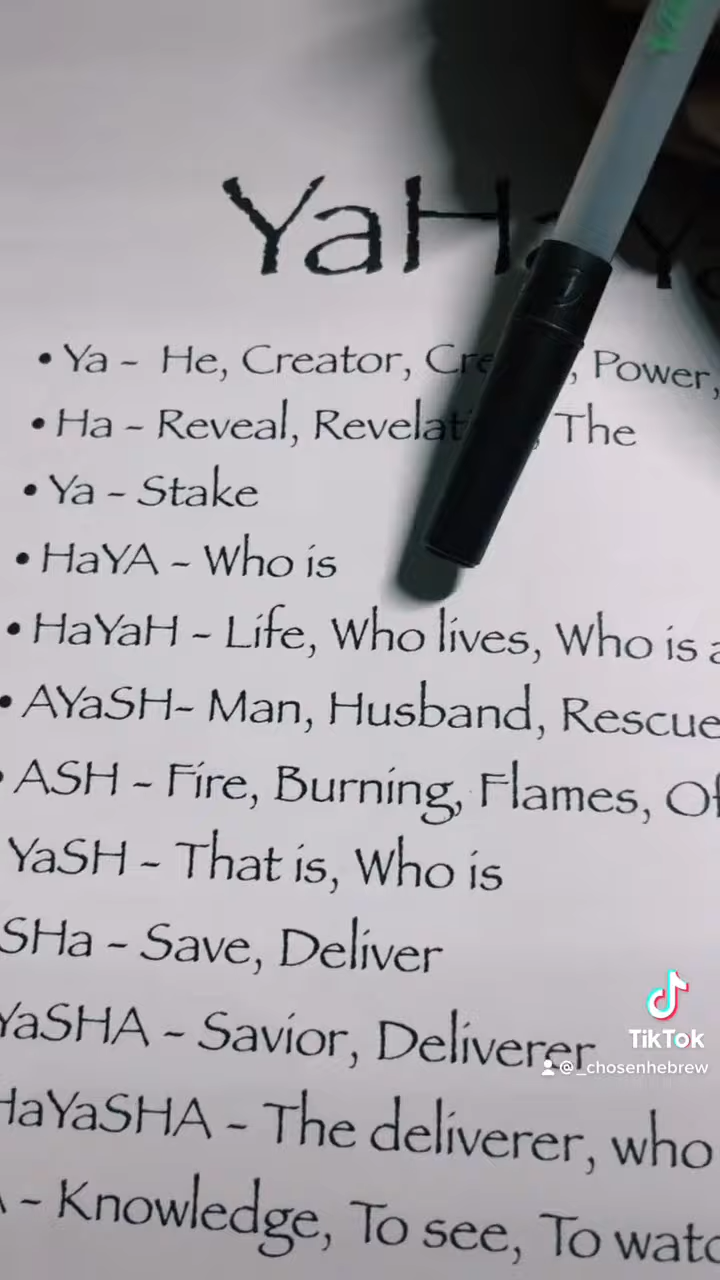 YaH
• Ya - He, Creator, Power,
• Ha - Reveal, The
• Ya - Stake
• HaYA - Who is
• HaYaH - Life, Who lives, Who is
• AYaSH- Man, Husband, Rescue
ASH - Fire, Burning, Flames,
YaSH - That is, Who is
SHa - Save, Deliver
YaSHA - Savior, Deliverer
HaYaSHA - The deliverer, who
- Knowledge, To see, To watc
TikTok
@_chosenhebrew